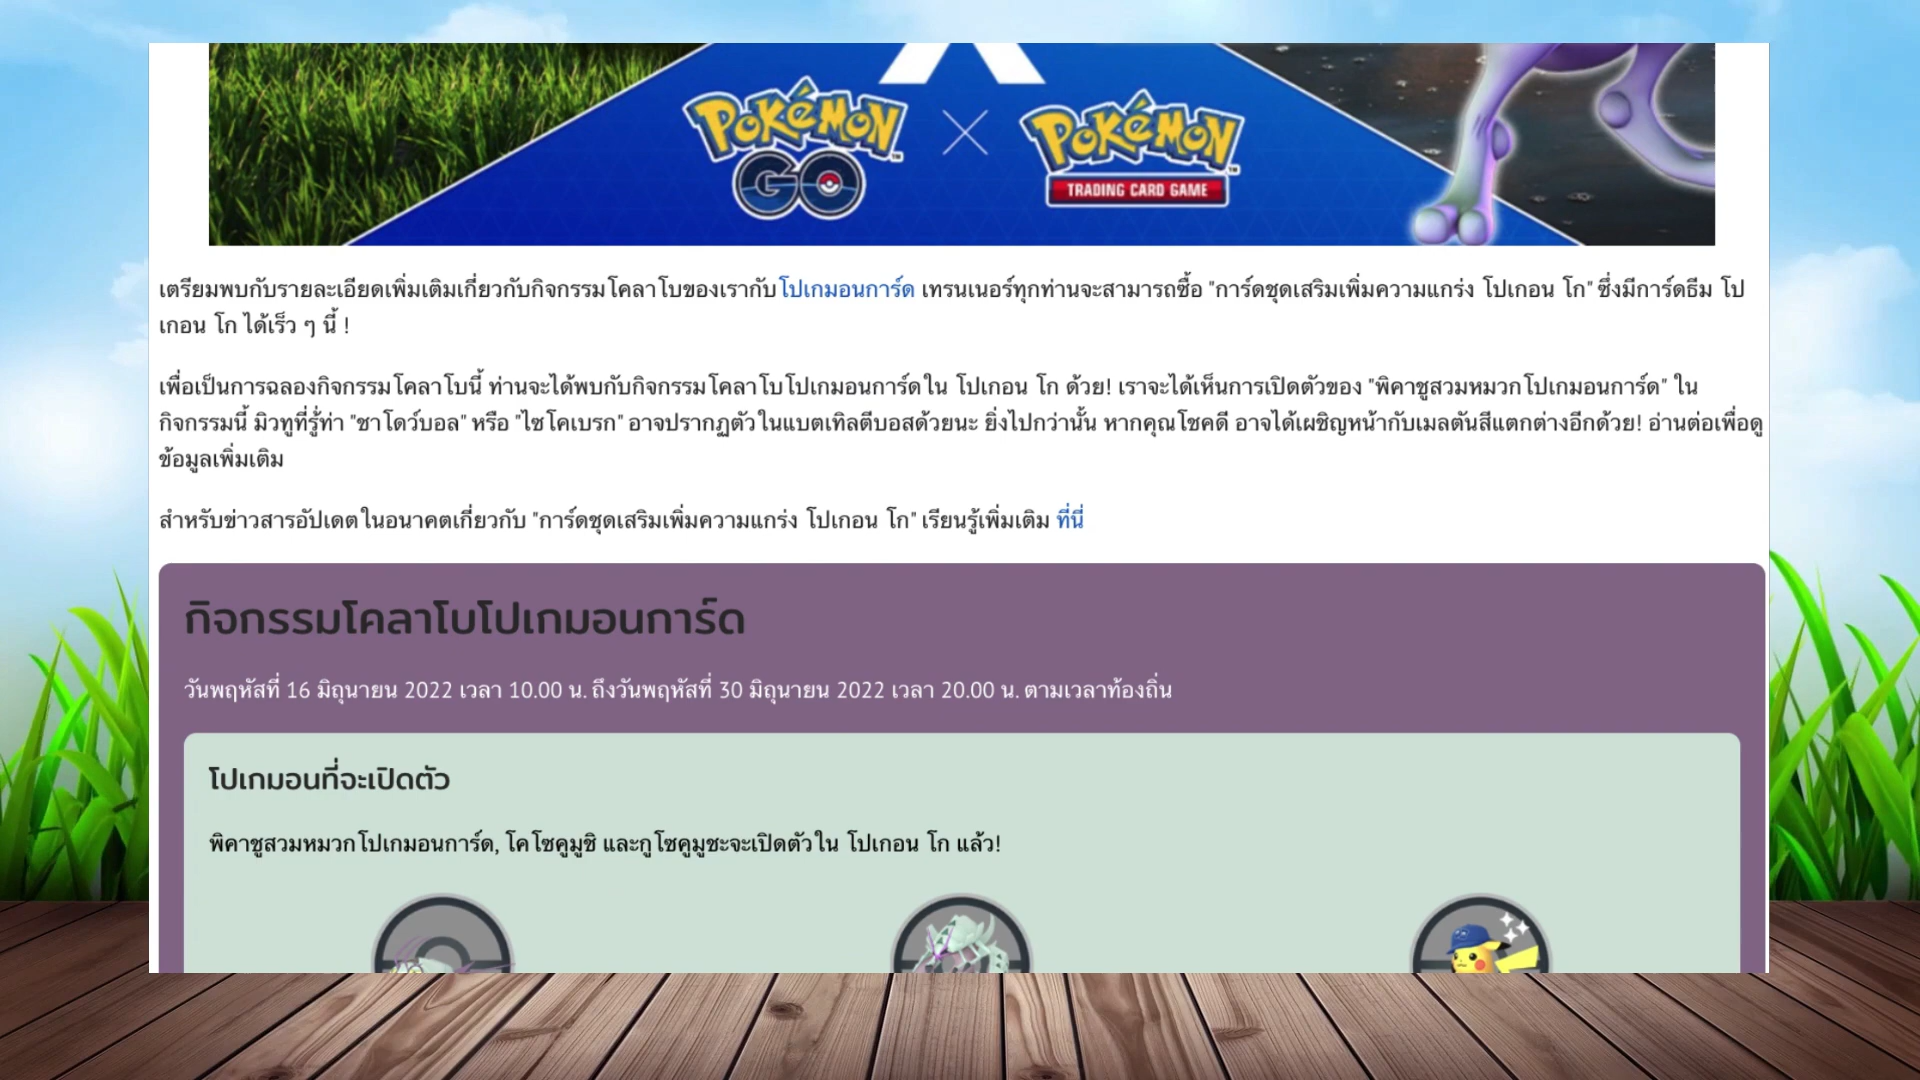 POKéMON
GO
POKéMON
TRADING CARD GAME
เตรียมพบกับรายละเอียดเพิ่มเติมเกี่ยวกับกิจกรรมโคลาโบของเรากับโปเกมอนการ์ด เทรนเนอร์ทุกท่านจะสามารถซื้อ "การ์ดชุดเสริมเพิ่มความแกร่ง โปเกอน โก" ซึ่งมีการ์ดธีม โป
เกอน โก ได้เร็ว ๆ นี้ !
เพื่อเป็นการฉลองกิจกรรมโคลาโบนี้ ท่านจะได้พบกับกิจกรรมโคลาโบโปเกมอนการ์ดใน โปเกอน โก ด้วย! เราจะได้เห็นการเปิดตัวของ "พิคาชูสวมหมวกโปเกมอนการ์ด" ใน
กิจกรรมนี้ มิวทูที่รู้ท่า "ชาโดว์บอล" หรือ "ไซโคเบรก" อาจปรากฏตัวในแบตเทิลตีบอสด้วยนะ ยิ่งไปกว่านั้น หากคุณโชคดี อาจได้เผชิญหน้ากับเมลตันสีแตกต่างอีกด้วย! อ่านต่อเพื่อดู
ข้อมูลเพิ่มเติม
สำหรับข่าวสารอัปเดตในอนาคตเกี่ยวกับ "การ์ดชุดเสริมเพิ่มความแกร่ง โปเกอน โก" เรียนรู้เพิ่มเติม ที่นี่
กิจกรรมโคลาโบโปเกมอนการ์ด
วันพฤหัสที่ 16 มิถุนายน 2022 เวลา 10.00 น. ถึงวันพฤหัสที่ 30 มิถุนายน 2022 เวลา 20.00 น. ตามเวลาท้องถิ่น
โปเกมอนที่จะเปิดตัว
พิคาชูสวมหมวกโปเกมอนการ์ด, โคโซคูมูชิ และกูโซคูมูชะจะเปิดตัวใน โปเกอน โก แล้ว!